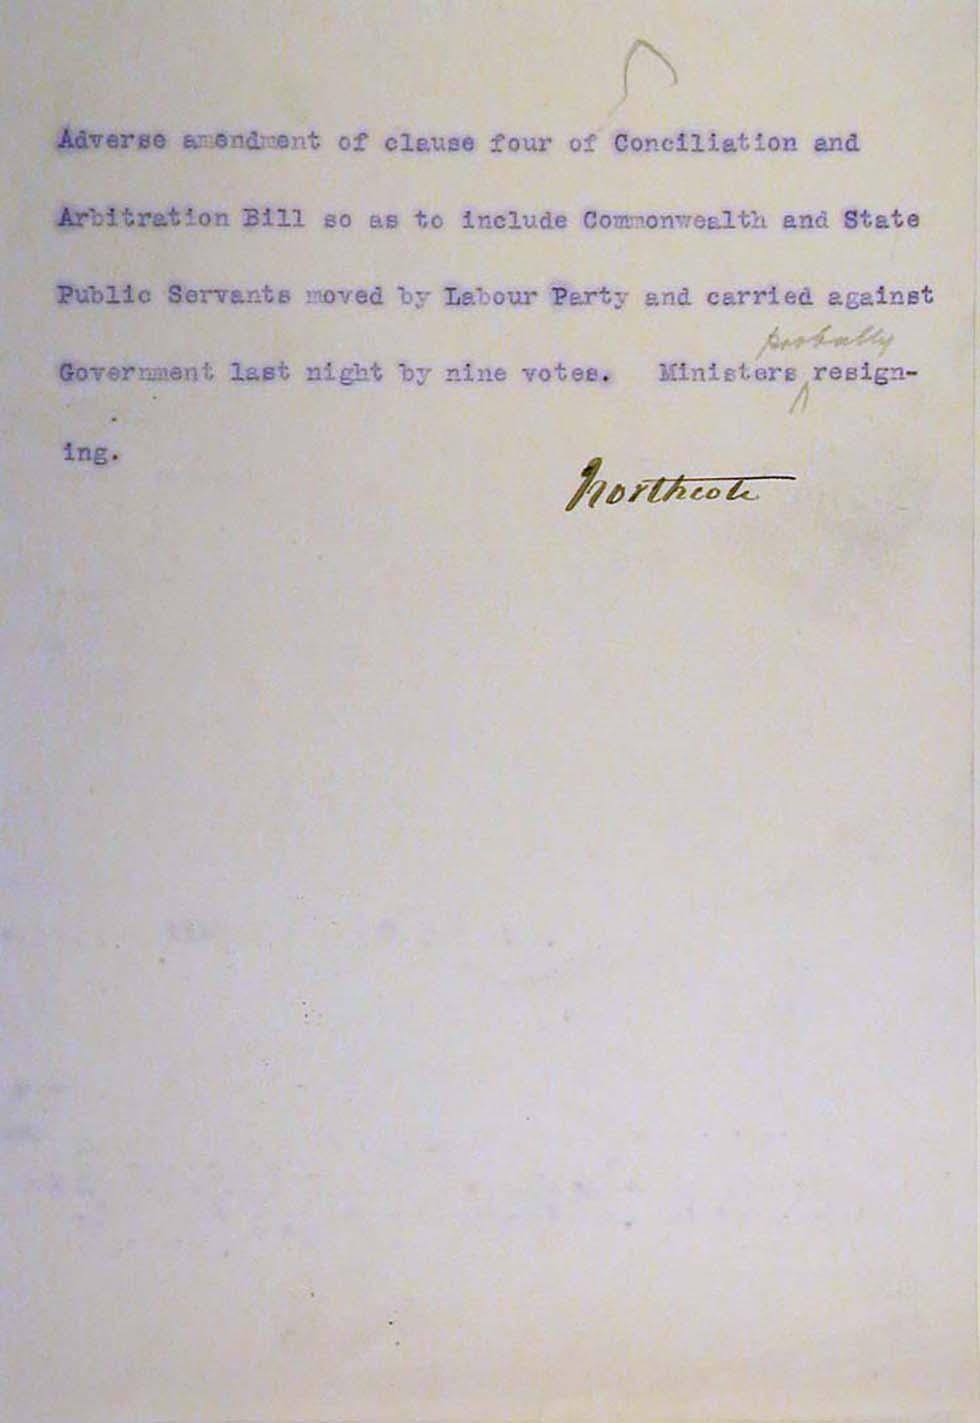 Adverse amendment of clause four of Conciliation and
Arbitration Bill so as to include Commonwealth and State
Public Servants moved by Labour Party and carried against
probably
Government last night by nine votes. Ministers ^ resign-
ing.
Northcote